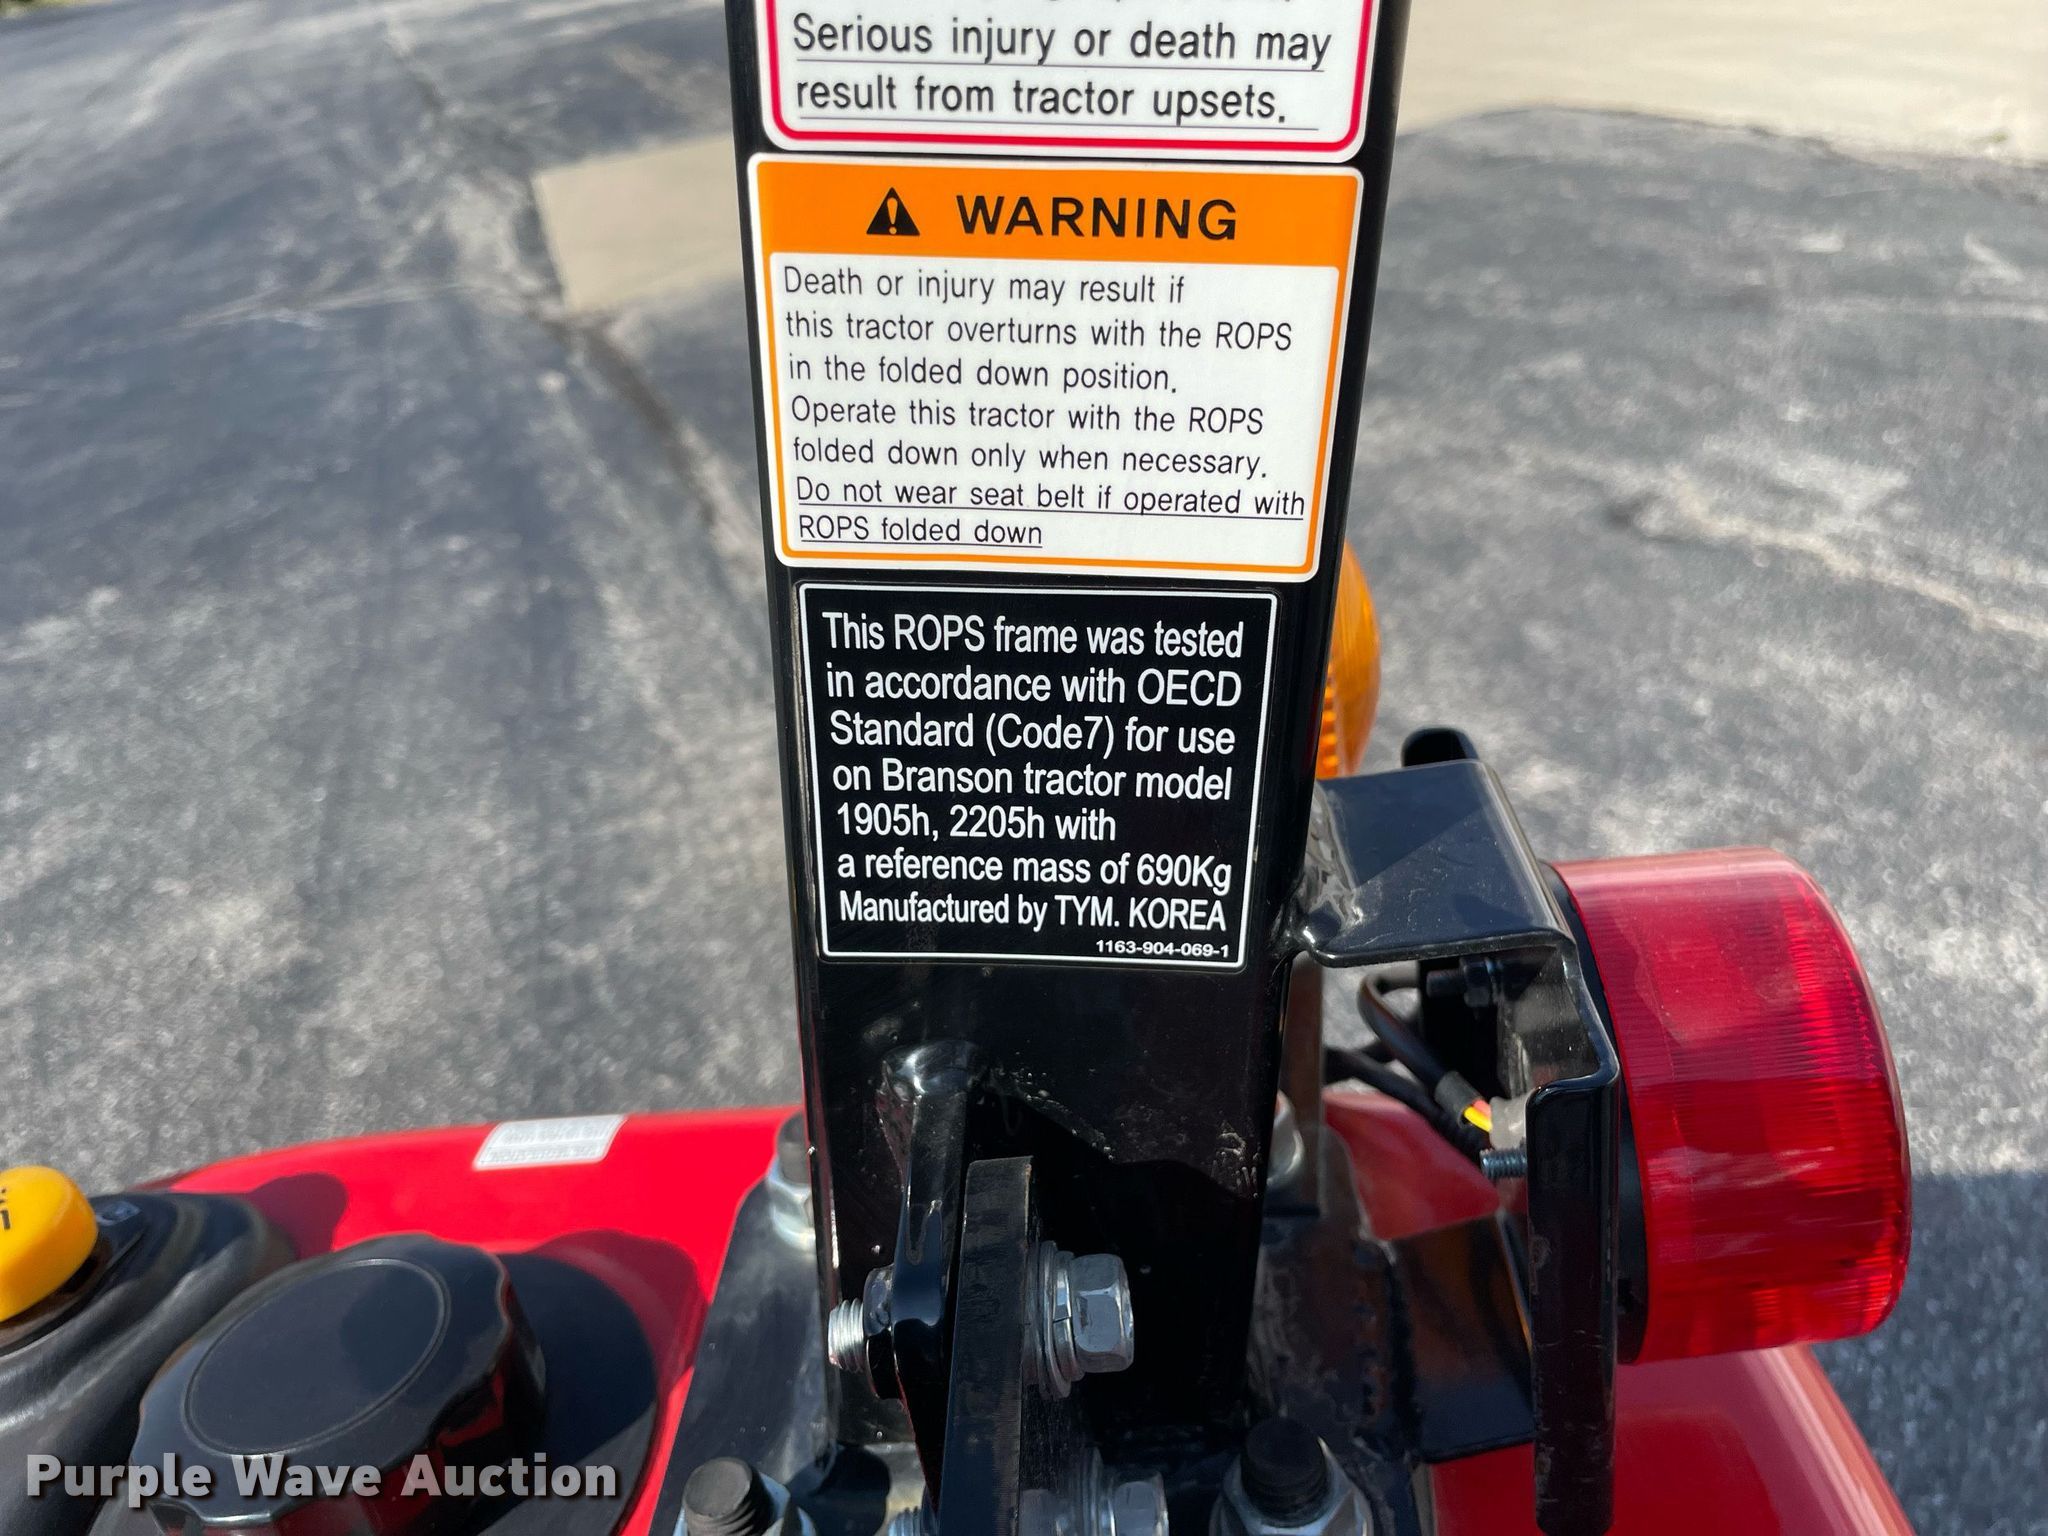 Serious injury or death may
result from tractor upsets.
WARNING
Death or injury may result if
this tractor overturns with the ROPS
in the folded down position.
Operate this tractor with the ROPS
folded down only when necessary.
Do not wear seat belt if operated with
ROPS folded down
This ROPS frame was tested
in accordance with OECD
Standard (Code7) for use
on Branson tractor model
1905h, 2205h with
a reference mass of 690Kg
Manufactured by TYM. KOREA
1163-904-069-1
Purple Wave Auction